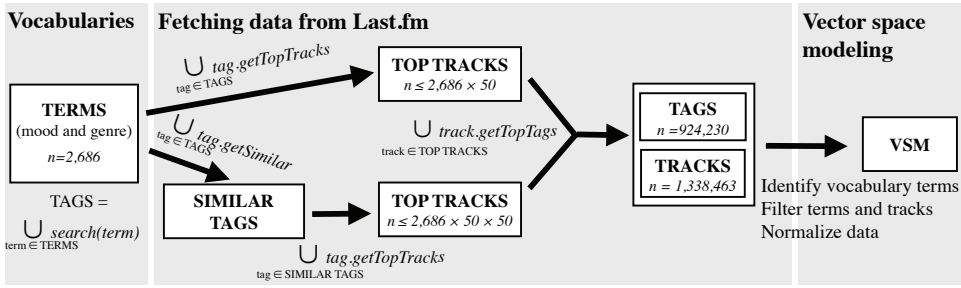 Vocabularies
TERMS
(mood and genre)
n=2,686
TAGS =
∪ search(term)
term ∈ TERMS
Fetching data from Last.fm
∪ tag.getTopTracks
tag ∈ TAGS
∪ tag.getSimilar
tag ∈ TAGS
SIMILAR
TAGS
TOP TRACKS
n ≤ 2,686 × 50
∪ track.getTopTags
track ∈ TOP TRACKS
TOP TRACKS
n ≤ 2,686 × 50 × 50
∪ tag.getTopTracks
tag ∈ SIMILAR TAGS
TAGS
n =924,230
TRACKS
n = 1,338,463
Vector space
modeling
VSM
Identify vocabulary terms
Filter terms and tracks
Normalize data